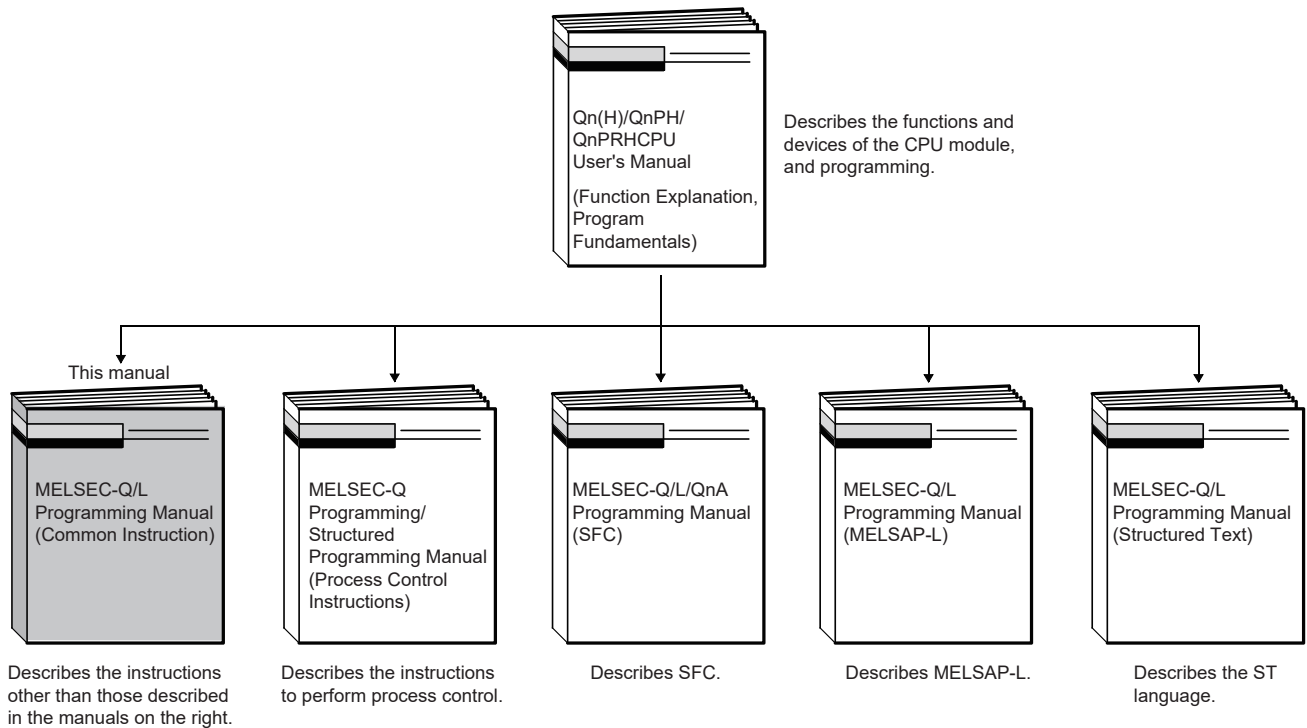 Qn(H)/QnPH/
QnPRHCPU
User's Manual
(Function Explanation,
Program
Fundamentals)
Describes the functions and
devices of the CPU module,
and programming.
This manual
MELSEC-Q/L
Programming Manual
(Common Instruction)
Describes the instructions
other than those described
in the manuals on the right.
MELSEC-Q
Programming/
Structured
Programming Manual
(Process Control
Instructions)
Describes the instructions
to perform process control.
MELSEC-Q/L/QnA
Programming Manual
(SFC)
Describes SFC.
MELSEC-Q/L
Programming Manual
(MELSAP-L)
Describes MELSAP-L.
MELSEC-Q/L
Programming Manual
(Structured Text)
Describes the ST
language.